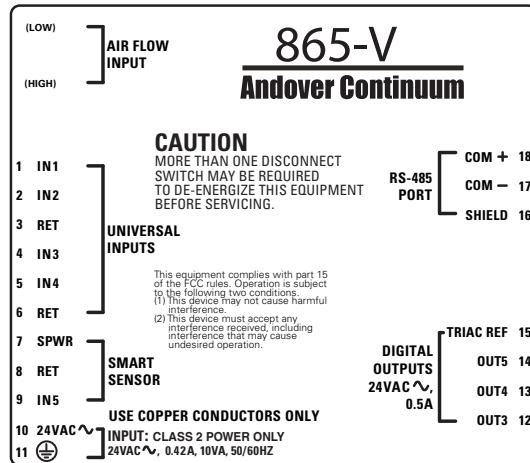 (LOW)
(HIGH)
AIR FLOW
INPUT
865-V
Andover Continuum
CAUTION
MORE THAN ONE DISCONNECT
SWITCH MAY BE REQUIRED
TO DE-ENERGIZE THIS EQUIPMENT
BEFORE SERVICING.
RS-485
PORT
COM + 18
COM − 17
SHIELD 16
1 IN1
2 IN2
3 RET
4 IN3
5 IN4
6 RET
UNIVERSAL
INPUTS
This equipment complies with part 15
of the FCC rules. Operation is subject
to the following two conditions.
(1) This device may not cause harmful
interference.
(2) This device must accept any
interference received, including
interference that may cause
undesired operation.
7 SPWR
8 RET
9 IN5
SMART
SENSOR
DIGITAL
OUTPUTS
24VAC ∿,
0.5A
TRIAC REF 15
OUT5 14
OUT4 13
OUT3 12
USE COPPER CONDUCTORS ONLY
10 24VAC ∿
11
INPUT: CLASS 2 POWER ONLY
24VAC ∿, 0.42A, 10VA, 50/60HZ